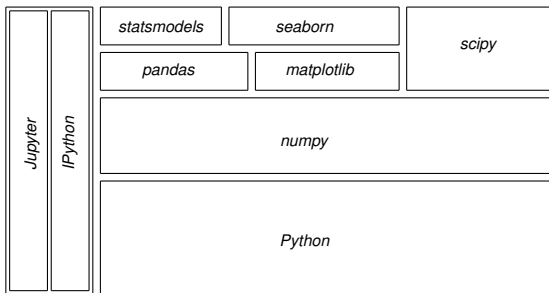 statsmodels
seaborn
scipy
pandas
matplotlib
Jupyter
IPython
numpy
Python